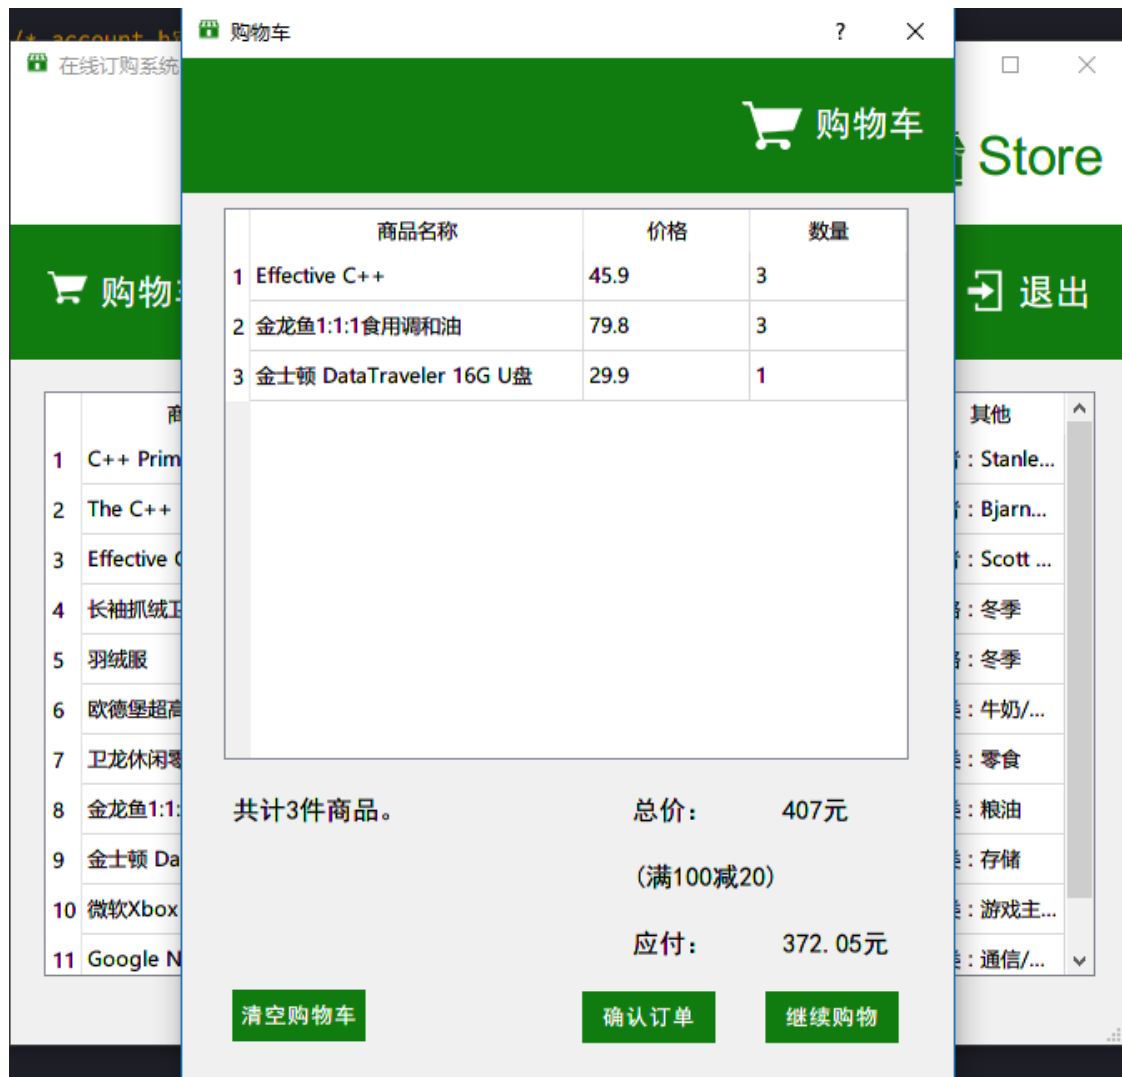 /* account.h
购物车
?
在线订购系统
购物车
Store
购物
退出
商品名称 价格 数量
1 Effective C++ 45.9 3
2 金龙鱼1:1:1食用调和油 79.8 3
3 金士顿 DataTraveler 16G U盘 29.9 1
其他
1 C++ Prim : Stanle...
2 The C++ : Bjarn...
3 Effective : Scott ...
4 长袖抓绒 : 冬季
5 羽绒服 : 冬季
6 欧德堡超高 : 牛奶/...
7 卫龙休闲零 : 零食
8 金龙鱼1:1: : 粮油
9 金士顿 Da : 存储
10 微软Xbox : 游戏主...
11 Google N : 通信/...
共计3件商品。 总价： 407元
（满100减20）
应付： 372.05元
清空购物车 确认订单 继续购物